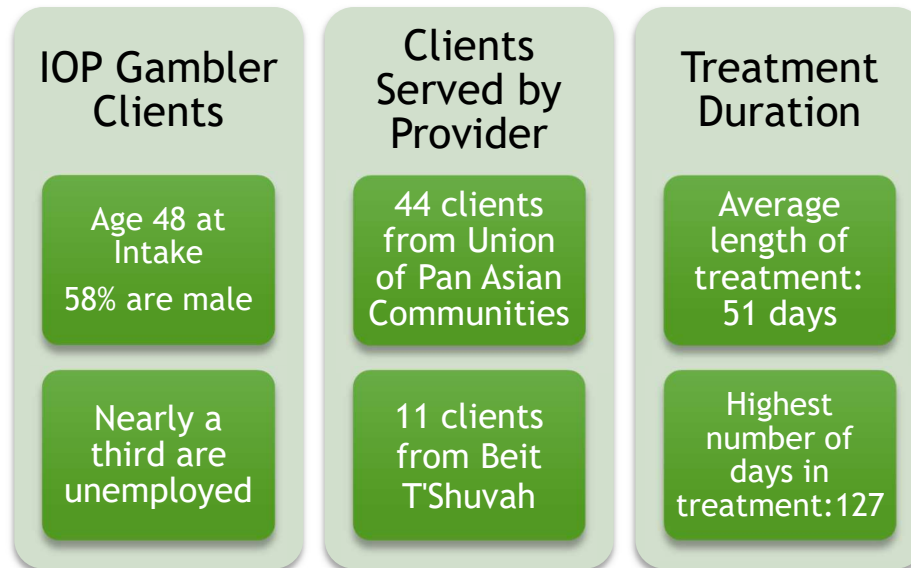 IOP Gambler
Clients
Age 48 at
Intake
58% are male
Nearly a
third are
unemployed
Clients
Served by
Provider
44 clients
from Union
of Pan Asian
Communities
11 clients
from Beit
T'Shuvah
Treatment
Duration
Average
length of
treatment:
51 days
Highest
number of
days in
treatment:127